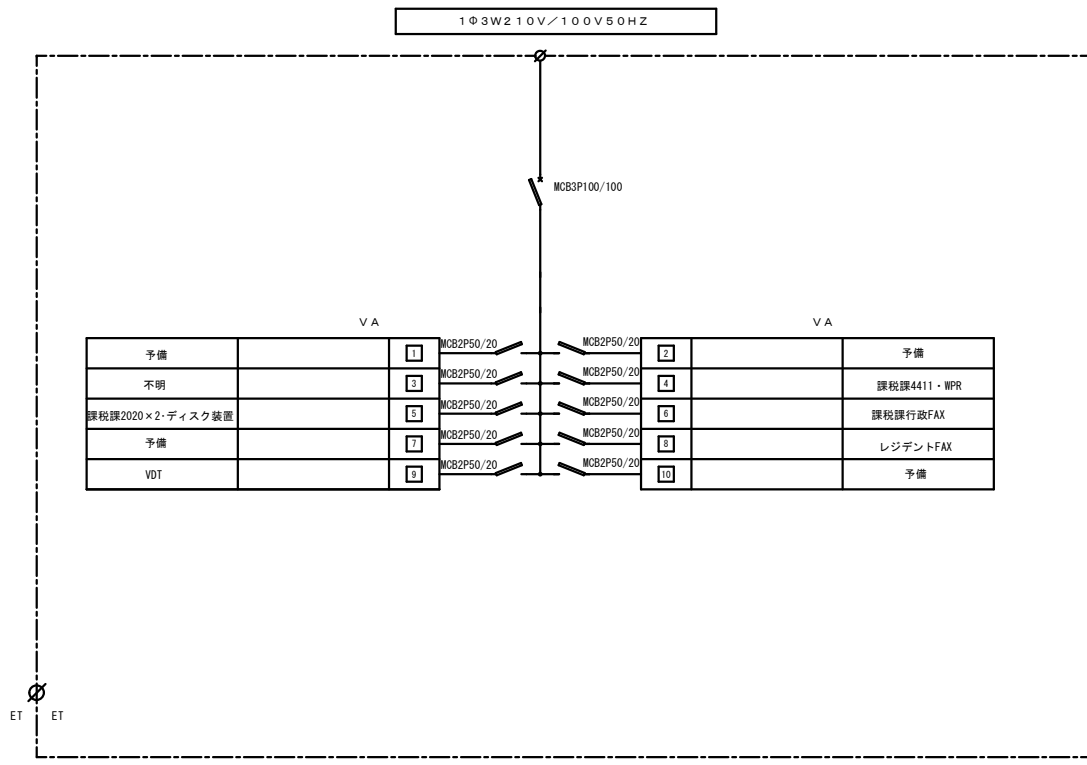 1Φ3W210V/100V50HZ
MCB3P100/100
VA
VA
予備 1 MCB2P50/20 MCB2P50/20 2 予備
不明 3 MCB2P50/20 MCB2P50/20 4 課税課4411・WPR
課税課2020×2・ディスク装置 5 MCB2P50/20 MCB2P50/20 6 課税課行政FAX
予備 7 MCB2P50/20 MCB2P50/20 8 レジデントFAX
VDT 9 MCB2P50/20 MCB2P50/20 10 予備
ET ET